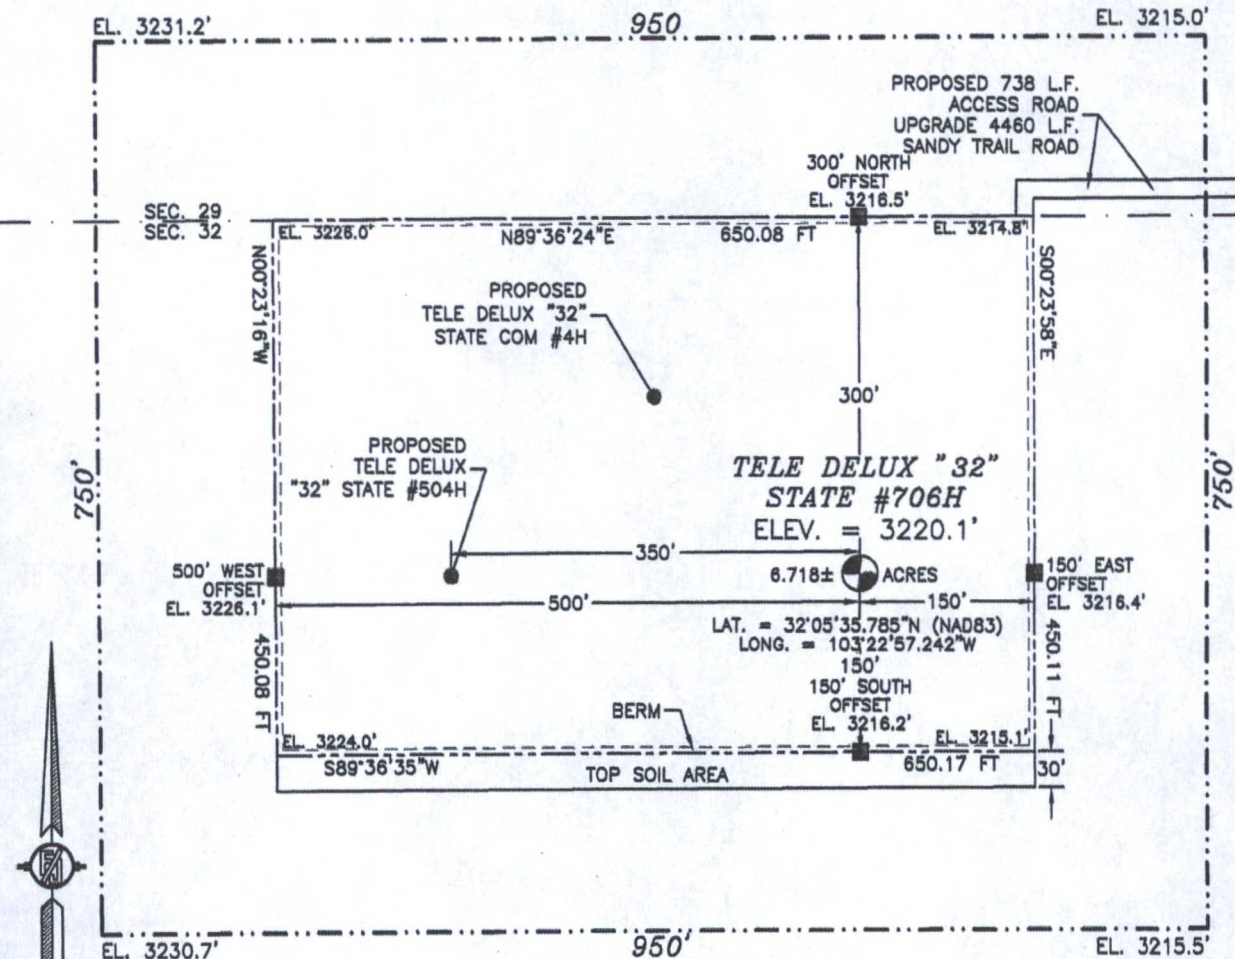 EL. 3231.2'
950
EL. 3215.0'
PROPOSED 738 L.F.
ACCESS ROAD
UPGRADE 4460 L.F.
SANDY TRAIL ROAD
300' NORTH
OFFSET
EL. 3216.5'
SEC. 29
SEC. 32
EL. 3228.0'
N89°36'24"E
650.08 FT
EL. 3214.8'
N00°23'16"W
S00°23'58"E
PROPOSED
TELE DELUX "32"
STATE COM #4H
300'
PROPOSED
TELE DELUX
"32" STATE #504H
TELE DELUX "32"
STATE #706H
ELEV. = 3220.1'
750'
750'
350'
500' WEST
OFFSET
EL. 3226.1'
6.718± ACRES
150' EAST
OFFSET
EL. 3216.4'
500'
150'
LAT. = 32°05'35.785"N (NAD83)
LONG. = 103°22'57.242"W
150'
150' SOUTH
OFFSET
EL 3216.2'
450.08 FT
450.11 FT
BERM
EL. 3224.0'
EL. 3215.1'
S89°36'35"W
650.17 FT
TOP SOIL AREA
30'
EL. 3230.7'
950'
EL. 3215.5'